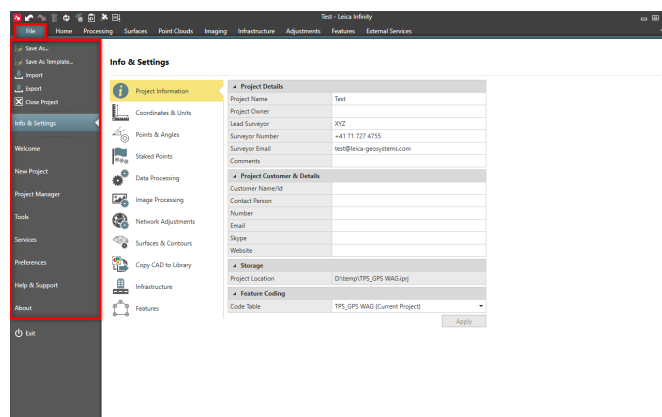 Test - Leica Infinity
File Home Processing Surfaces Point Clouds Imaging Infrastructure Adjustments Features External Services
Save As...
Save As Template...
Import
Export
Close Project
Info & Settings
Welcome
New Project
Project Manager
Tools
Services
Preferences
Help & Support
About
Exit
Info & Settings
Project Information
Coordinates & Units
Points & Angles
Staked Points
Data Processing
Image Processing
Network Adjustments
Surfaces & Contours
Copy CAD to Library
Infrastructure
Features
Project Details
Project Name Test
Project Owner
Lead Surveyor XYZ
Surveyor Number +41 71 727 4755
Surveyor Email test@leica-geosystems.com
Comments
Project Customer & Details
Customer Name/Id
Contact Person
Number
Email
Skype
Website
Storage
Project Location D:\temp\TPS_GPS WAG.iprj
Feature Coding
Code Table TPS_GPS WAG (Current Project)
Apply